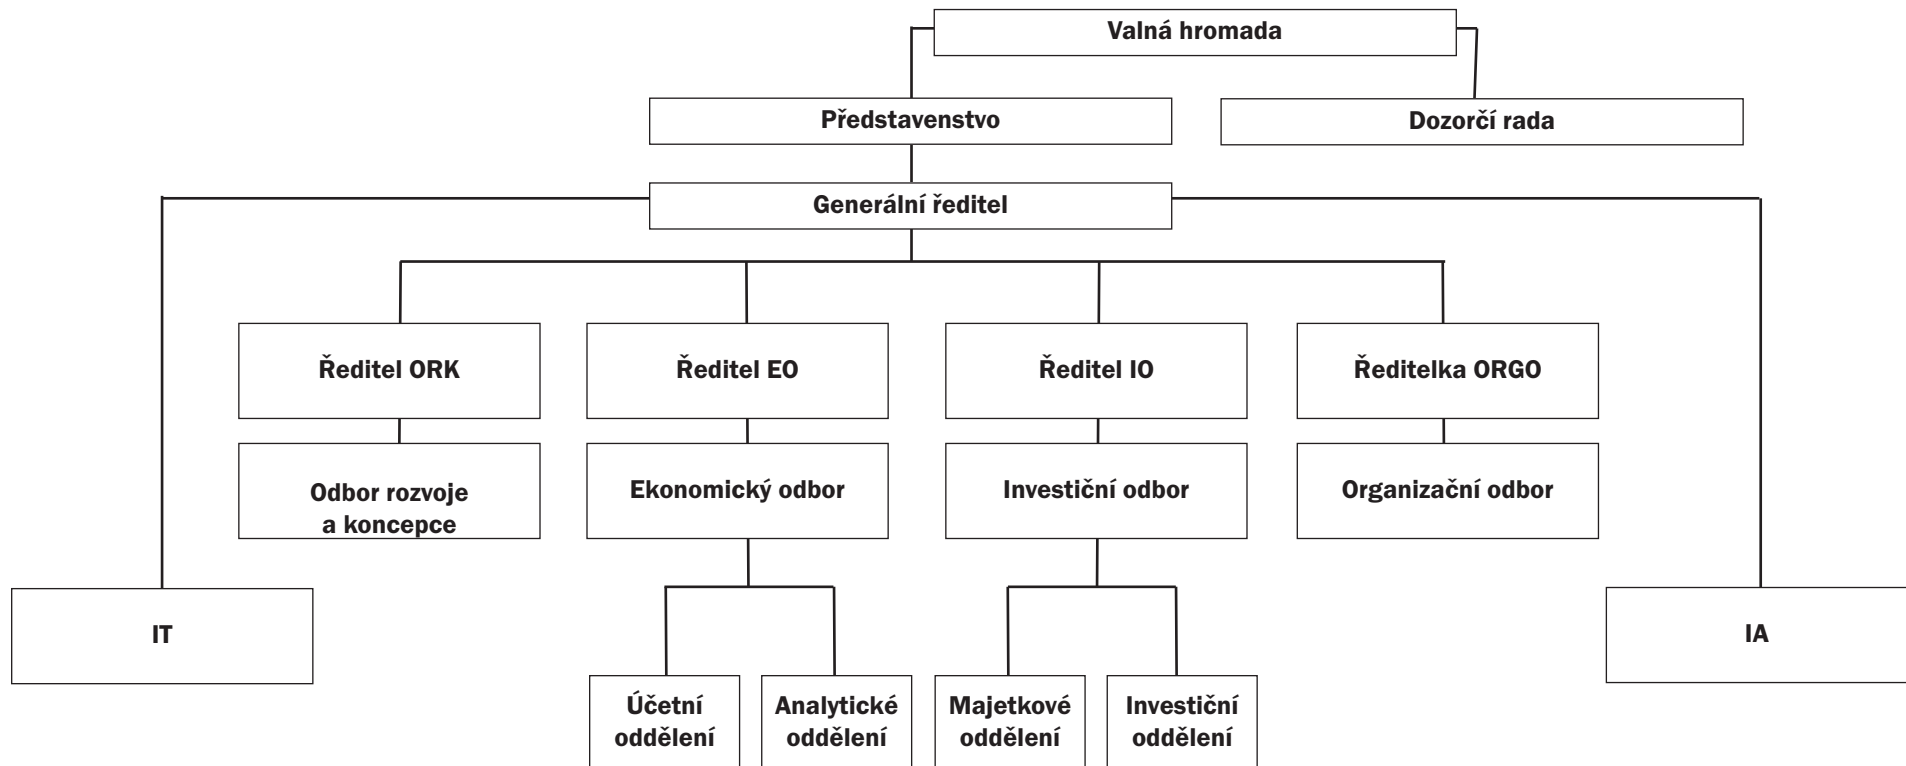 Valná hromada
Představenstvo
Dozorčí rada
Generální ředitel
Ředitel ORK
Ředitel EO
Ředitel IO
Ředitelka ORGO
Odbor rozvoje
a koncepce
Ekonomický odbor
Investiční odbor
Organizační odbor
IT
IA
Účetní
oddělení
Analytické
oddělení
Majetkové
oddělení
Investiční
oddělení